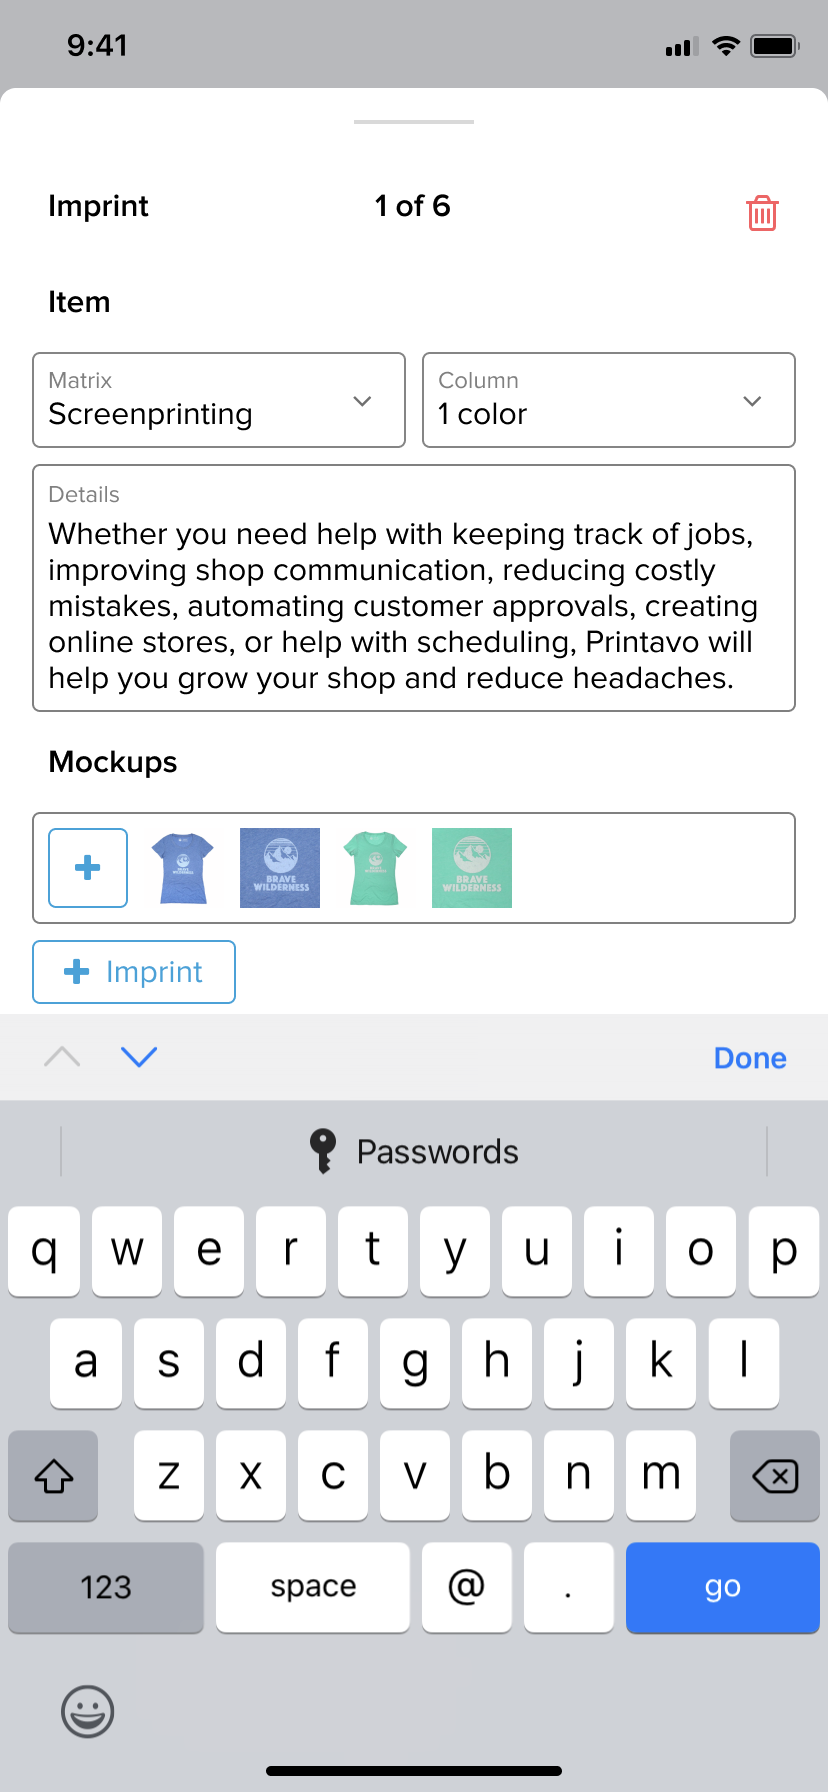 9:41
Imprint 1 of 6
Item
Matrix
Screenprinting
Column
1 color
Details
Whether you need help with keeping track of jobs,
improving shop communication, reducing costly
mistakes, automating customer approvals, creating
online stores, or help with scheduling, Printavo will
help you grow your shop and reduce headaches.
Mockups
BRAVE
WILDERNESS
BRAVE
WILDERNESS
Imprint
Done
Passwords
q w e r t y u i o p
a s d f g h j k l
z x c v b n m
123 space @ . go